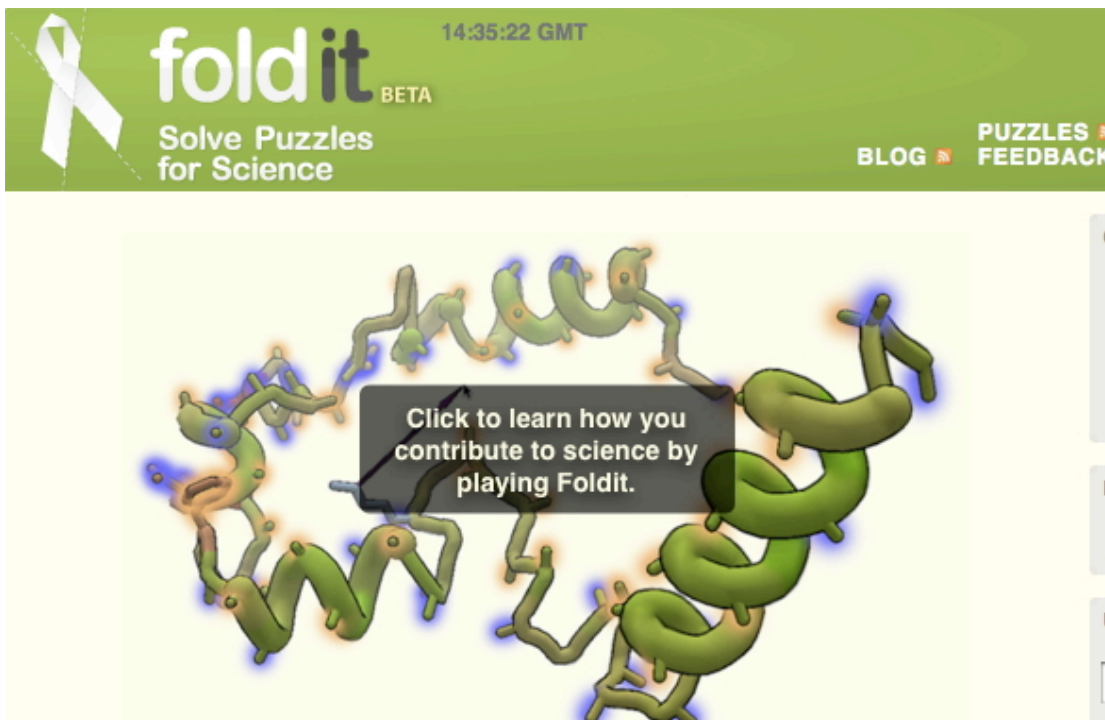 14:35:22 GMT
foldit BETA
Solve Puzzles
for Science
PUZZLES
BLOG
FEEDBACK
Click to learn how you
contribute to science by
playing Foldit.